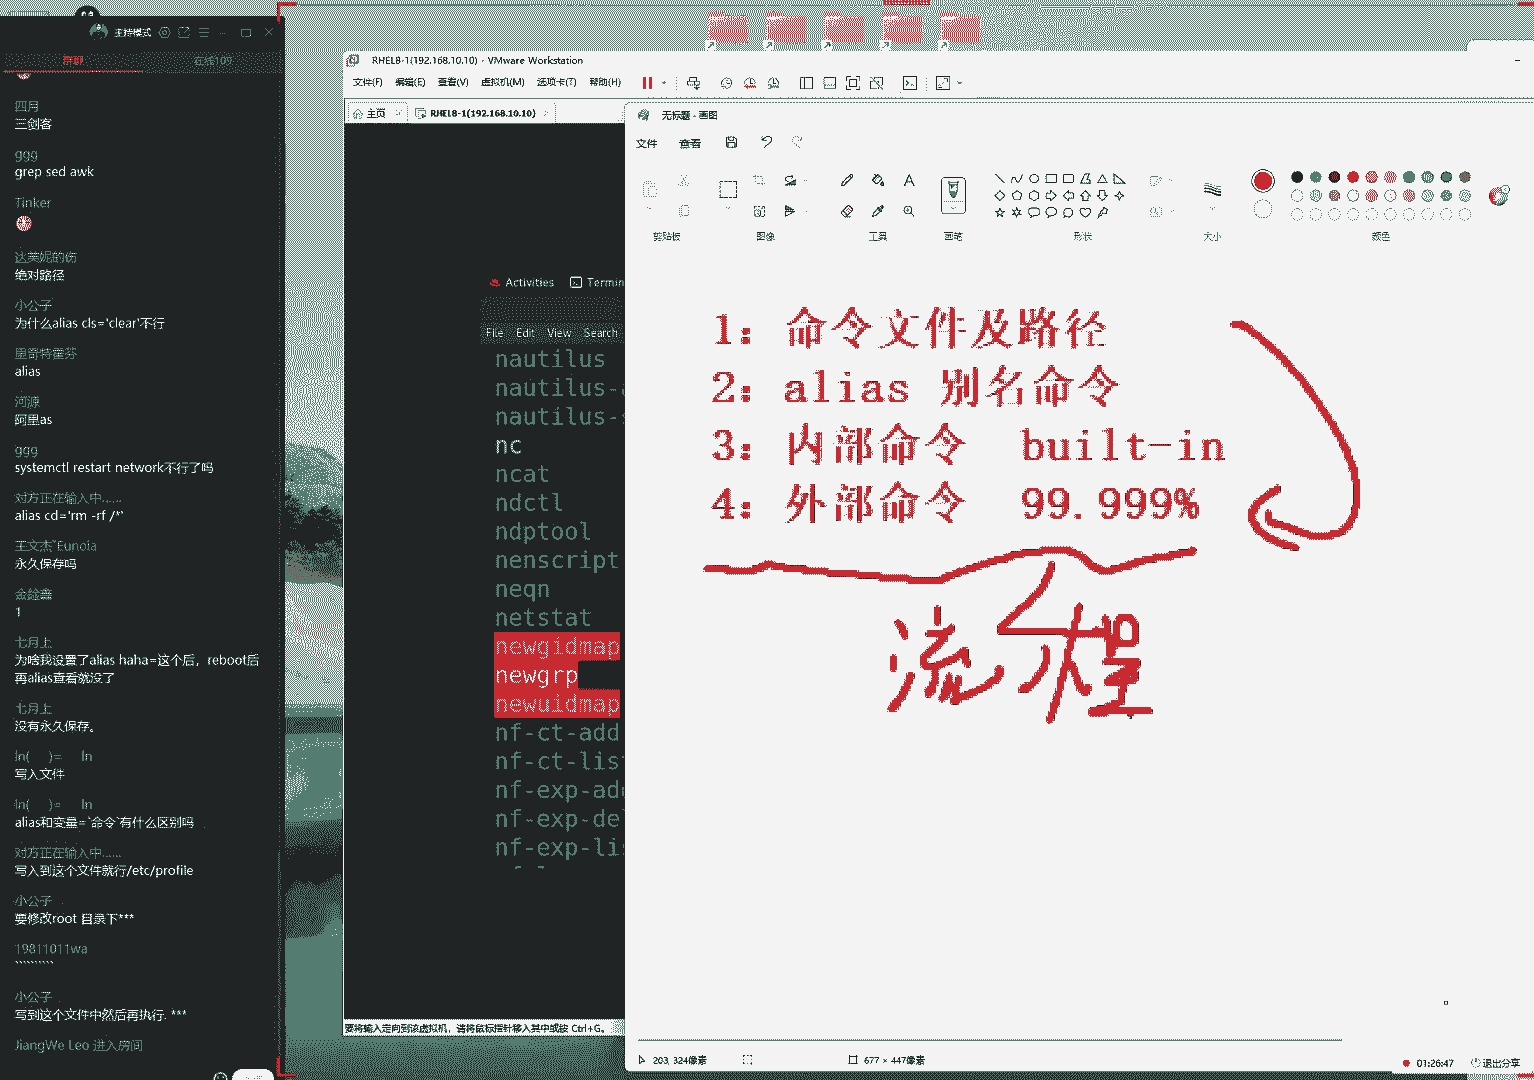 主持模式
群聊
在线109
四月
三剑客
ggg
grep sed awk
Tinker
达芙妮的伤
绝对路径
小公子
为什么alias cls='clear'不行
里奇特霍芬
alias
河源
阿里as
ggg
systemctl restart network不行了吗
对方正在输入中......
alias cd='rm -rf /*'
王文杰~Eunoia
永久保存吗
1
七月上
为啥我设置了alias haha=这个后，reboot后
再alias查看就没了
七月上
没有永久保存。
ln( )= ln
写入文件
ln( )= ln
alias和变量=`命令`有什么区别吗
对方正在输入中......
写入到这个文件就行/etc/profile
小公子
要修改root 目录下***
19811011wa
``````````
小公子
写到这个文件中然后再执行. ***
JiangWe Leo 进入房间
RHEL8-1(192.168.10.10) - VMware Workstation
文件(F) 编辑(E) 查看(V) 虚拟机(M) 选项卡(T) 帮助(H)
主页 RHEL8-1(192.168.10.10)
Activities Termin
File Edit View Search
nautilus
nautilus-a
nautilus-s
nc
ncat
ndctl
ndptool
nenscript
neqn
netstat
newgidmap
newgrp
newuidmap
nf-ct-add
nf-ct-lis
nf-exp-add
nf-exp-de
nf-exp-lis
要将输入定向到该虚拟机，请将鼠标指针移入其中或按 Ctrl+G。
无标题 - 画图
文件 查看
剪贴板 图像 工具 画笔 形状 大小 颜色
1：命令文件及路径
2：alias 别名命令
3：内部命令 built-in
4：外部命令 99.999%
流程
203, 324像素 677 × 447像素
01:26:47 退出分享